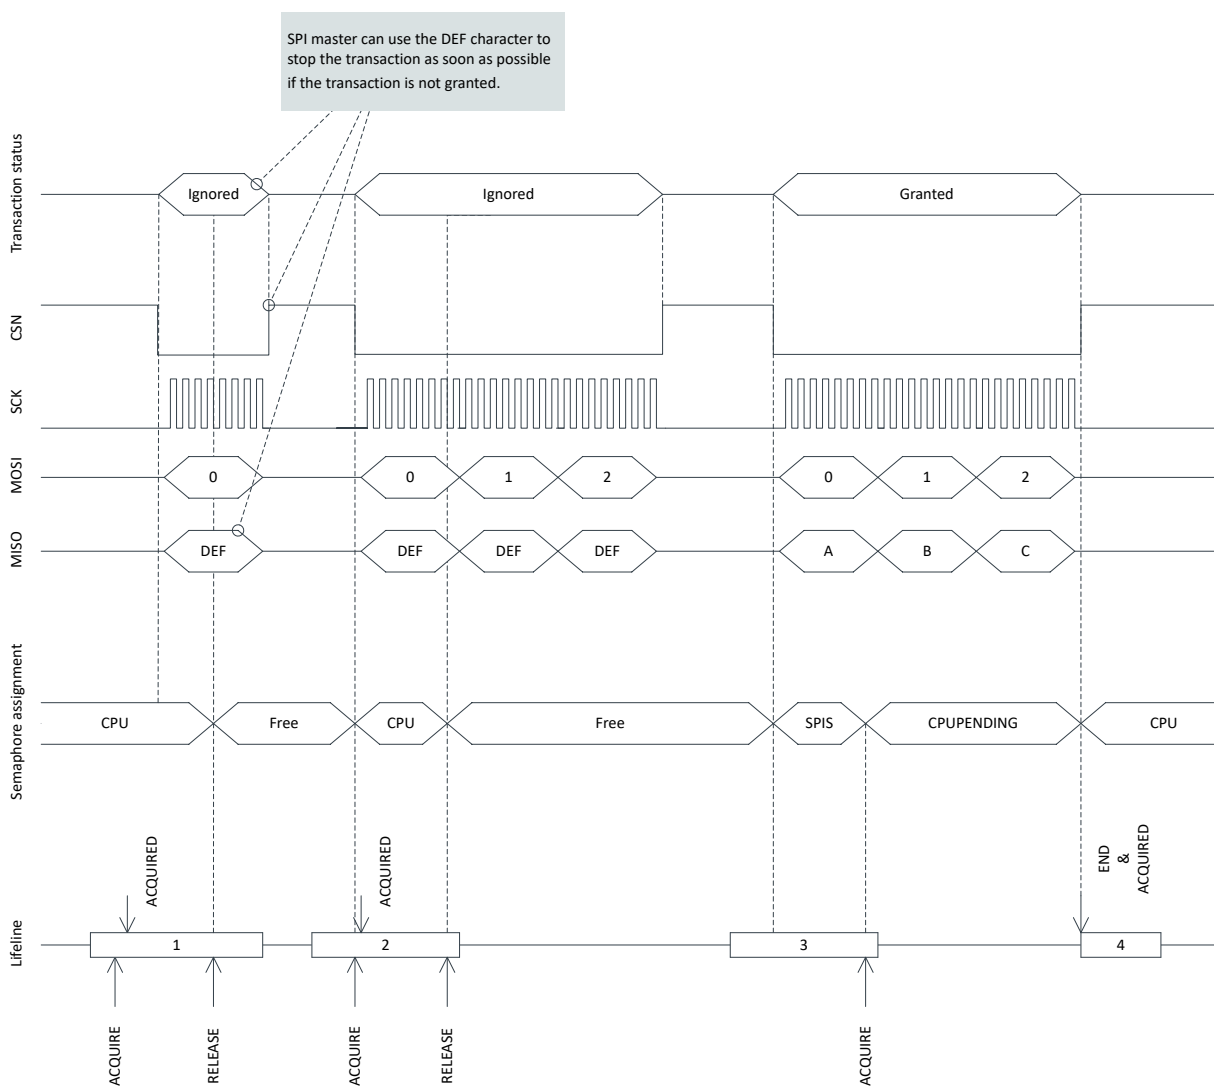 SPI master can use the DEF character to
stop the transaction as soon as possible
if the transaction is not granted.
Transaction status
Ignored
Ignored
Granted
CSN
SCK
MOSI
0
0
1
2
0
1
2
MISO
DEF
DEF
DEF
DEF
A
B
C
Semaphore assignment
CPU
Free
CPU
Free
SPIS
CPUPENDING
CPU
ACQUIRED
ACQUIRED
END
&
ACQUIRED
Lifeline
1
2
3
4
ACQUIRE
RELEASE
ACQUIRE
RELEASE
ACQUIRE